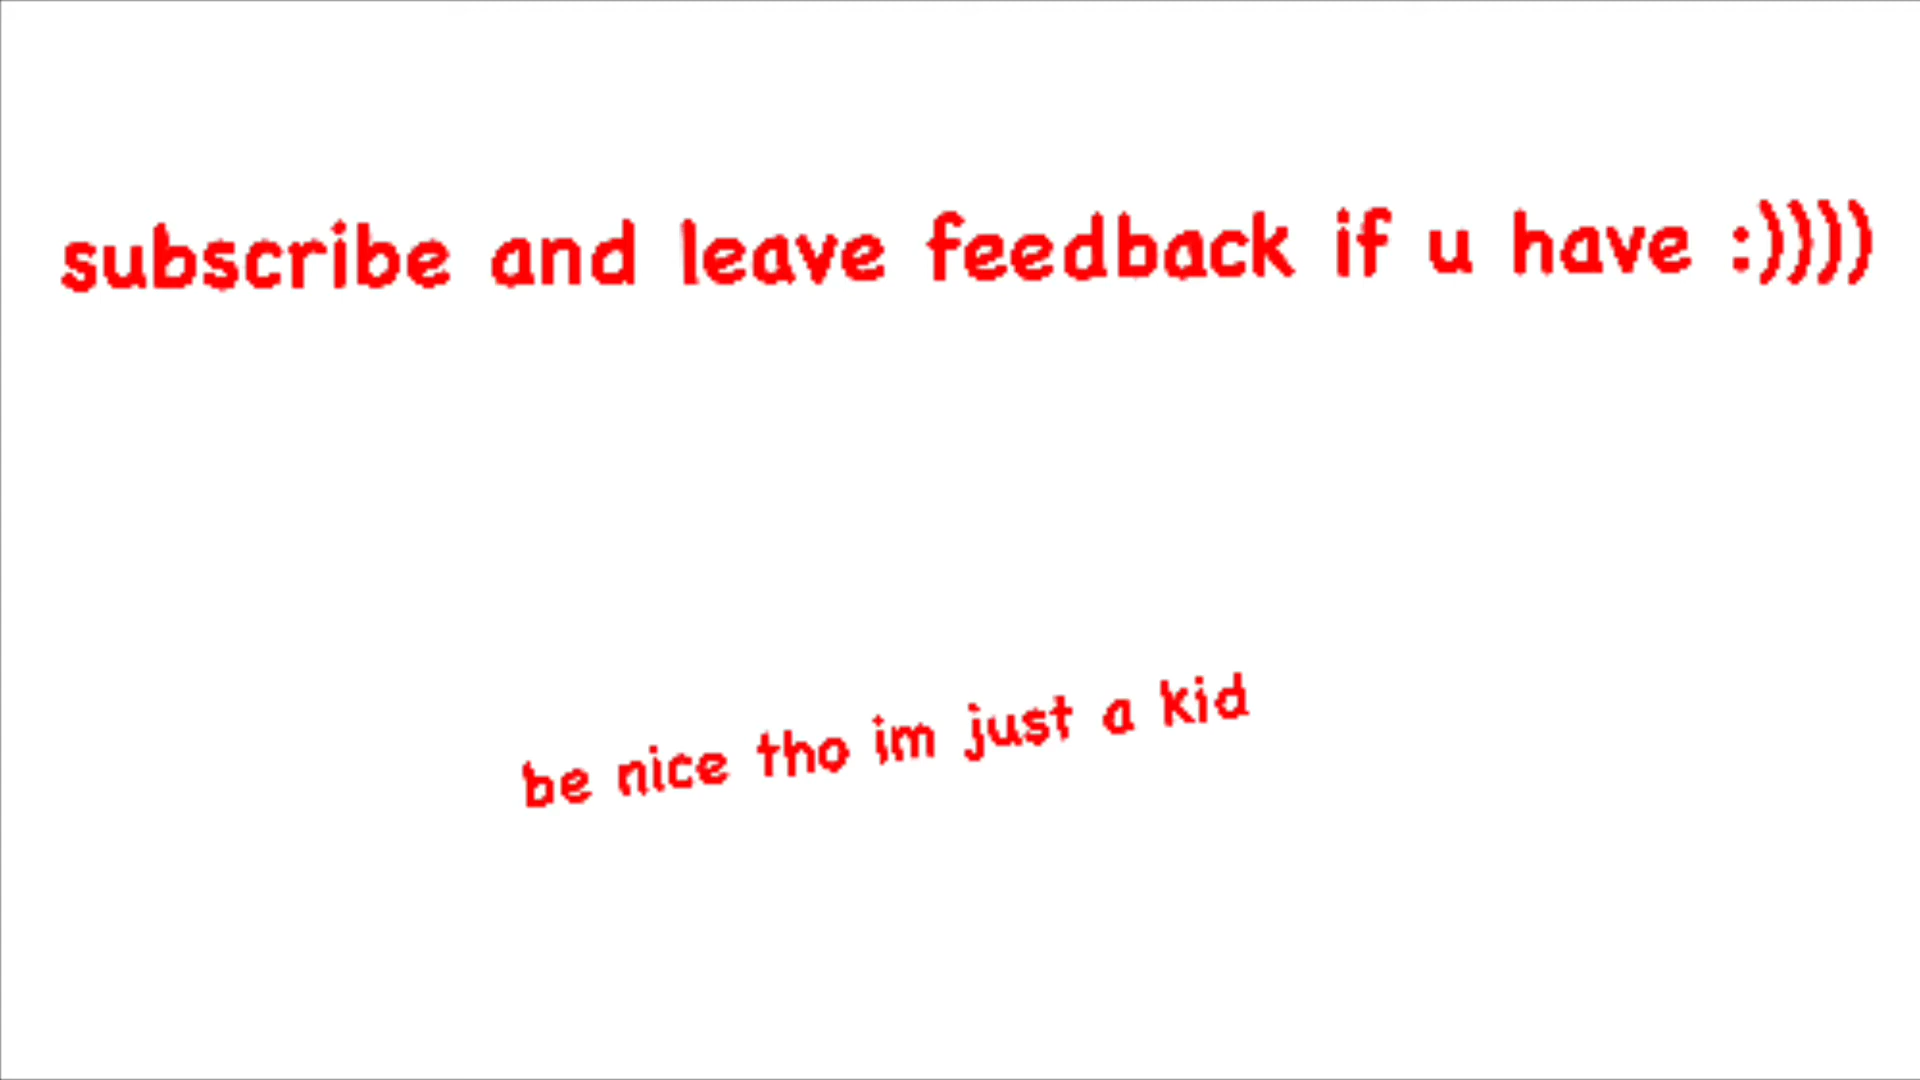 subscribe and leave feedback if u have :))))
be nice tho im just a kid